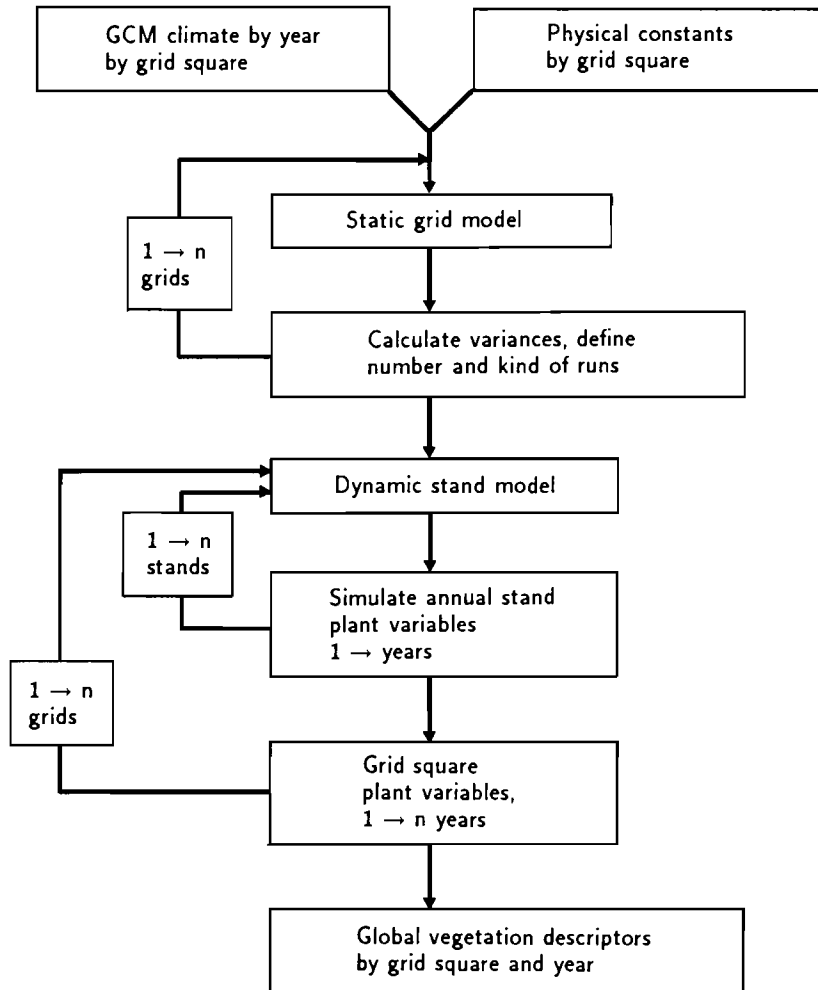 GCM climate by year
by grid square
Physical constants
by grid square
Static grid model
1 → n
grids
Calculate variances, define
number and kind of runs
Dynamic stand model
1 → n
stands
Simulate annual stand
plant variables
1 → years
1 → n
grids
Grid square
plant variables,
1 → n years
Global vegetation descriptors
by grid square and year